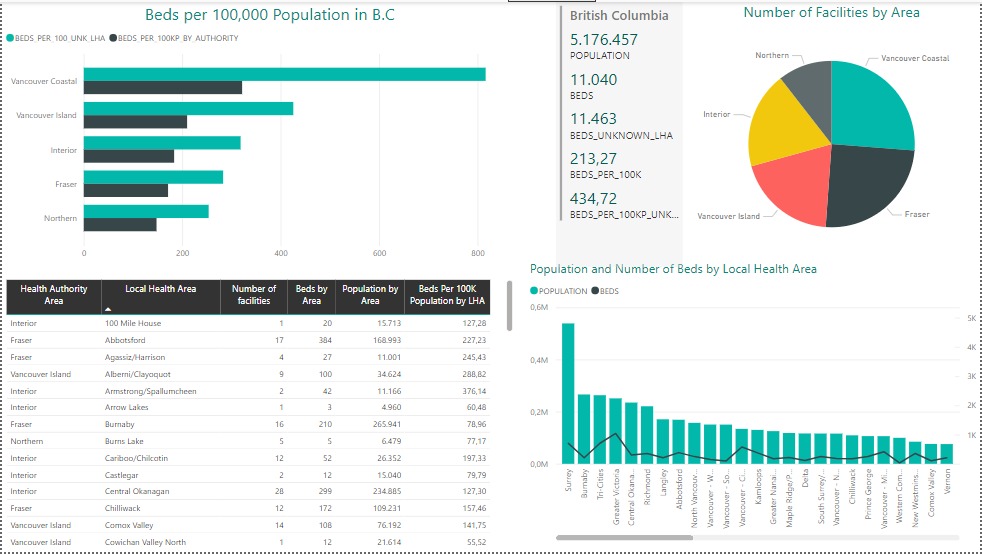 Beds per 100,000 Population in B.C
BEDS_PER_100_UNK_LHA BEDS_PER_100KP_BY_AUTHORITY
Vancouver Coastal
Vancouver Island
Interior
Fraser
Northern
0 200 400 600 800
British Columbia
5.176.457
POPULATION
11.040
BEDS
11.463
BEDS_UNKNOWN_LHA
213,27
BEDS_PER_100K
434,72
BEDS_PER_100KP_UNK...
Number of Facilities by Area
Northern
Vancouver Coastal
Interior
Vancouver Island
Fraser
Health Authority Area Local Health Area Number of facilities Beds by Area Population by Area Beds Per 100K Population by LHA
Interior 100 Mile House 1 20 15.713 127,28
Fraser Abbotsford 17 384 168.993 227,23
Fraser Agassiz/Harrison 4 27 11.001 245,43
Vancouver Island Alberni/Clayoquot 9 100 34.624 288,82
Interior Armstrong/Spallumcheen 2 42 11.166 376,14
Interior Arrow Lakes 1 3 4.960 60,48
Fraser Burnaby 16 210 265.941 78,96
Northern Burns Lake 5 5 6.479 77,17
Interior Cariboo/Chilcotin 12 52 26.352 197,33
Interior Castlegar 2 12 15.040 79,79
Interior Central Okanagan 28 299 234.885 127,30
Fraser Chilliwack 12 172 109.231 157,46
Vancouver Island Comox Valley 14 108 76.192 141,75
Vancouver Island Cowichan Valley North 1 12 21.614 55,52
Population and Number of Beds by Local Health Area
POPULATION BEDS
0,6M
0,4M
0,2M
0,0M
5K
4K
3K
2K
1K
Surrey
Burnaby
Tri-Cities
Greater Victoria
Central Okana...
Richmond
Langley
Abbotsford
North Vancouv...
Vancouver - W...
Vancouver - So...
Vancouver - Ci...
Kamloops
Greater Nanai...
Maple Ridge/P...
Delta
South Surrey/...
Vancouver - N...
Chilliwack
Prince George
Vancouver - Mi...
Western Com...
New Westmins...
Comox Valley
Vernon